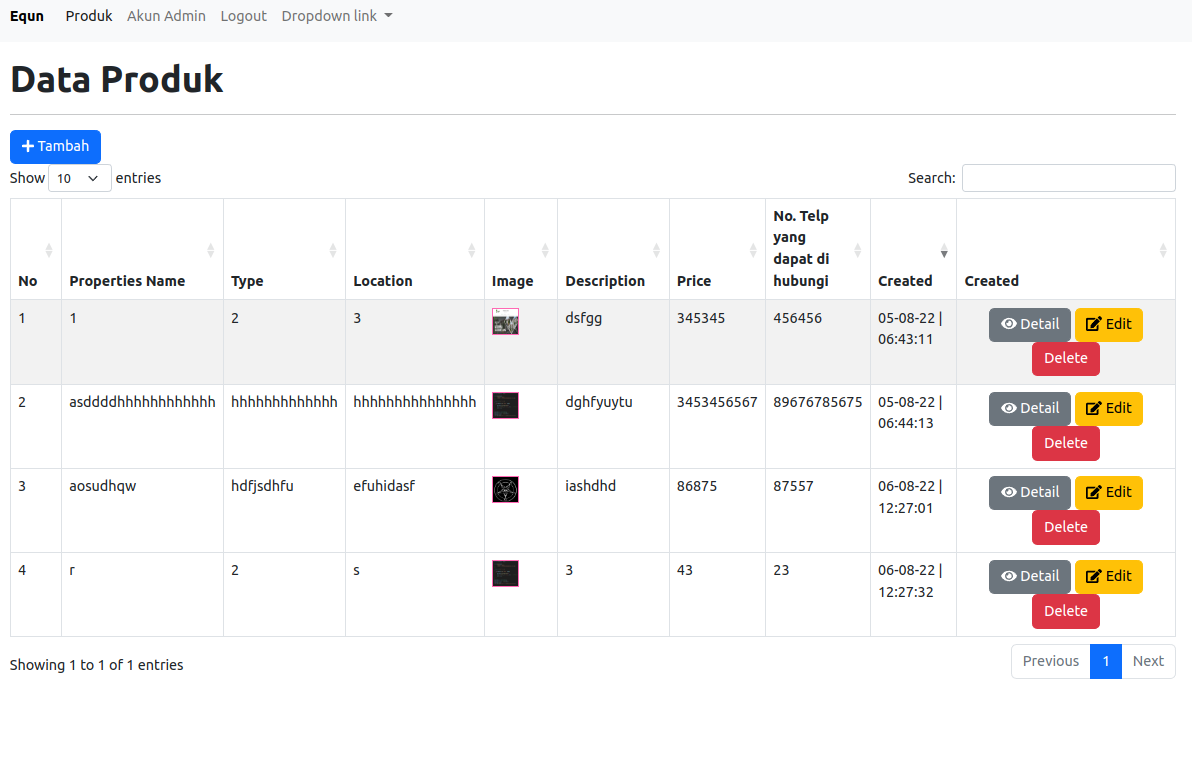 Equn Produk Akun Admin Logout Dropdown link
Data Produk
Tambah
Show 10 entries Search:
No Properties Name Type Location Image Description Price No. Telp yang dapat di hubungi Created Created
1 1 2 3 dsfgg 345345 456456 05-08-22 | 06:43:11 Detail Edit Delete
2 asddddhhhhhhhhhhhh hhhhhhhhhhhhh hhhhhhhhhhhhhhh dghfyuytu 3453456567 89676785675 05-08-22 | 06:44:13 Detail Edit Delete
3 aosudhqw hdfjsdhfu efuhidasf iashdhd 86875 87557 06-08-22 | 12:27:01 Detail Edit Delete
4 r 2 s 3 43 23 06-08-22 | 12:27:32 Detail Edit Delete
Showing 1 to 1 of 1 entries Previous 1 Next